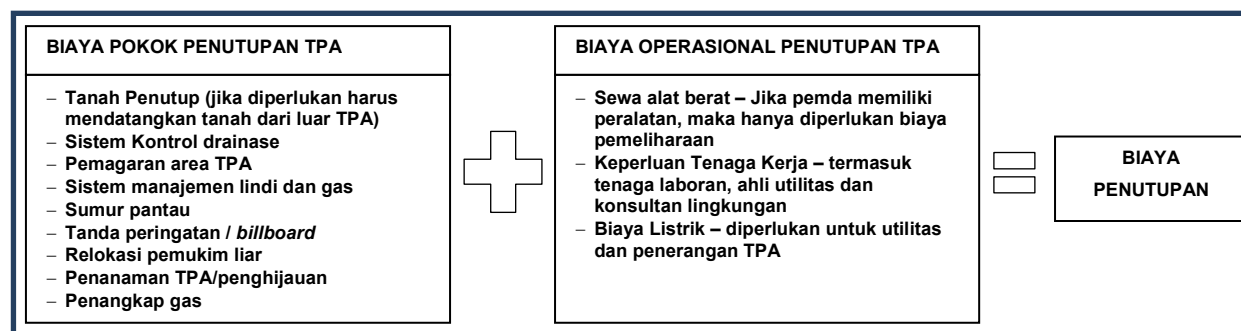 BIAYA POKOK PENUTUPAN TPA
– Tanah Penutup (jika diperlukan harus
mendatangkan tanah dari luar TPA)
– Sistem Kontrol drainase
– Pemagaran area TPA
– Sistem manajemen lindi dan gas
– Sumur pantau
– Tanda peringatan / billboard
– Relokasi pemukim liar
– Penanaman TPA/penghijauan
– Penangkap gas
BIAYA OPERASIONAL PENUTUPAN TPA
– Sewa alat berat – Jika pemda memiliki
peralatan, maka hanya diperlukan biaya
pemeliharaan
– Keperluan Tenaga Kerja – termasuk
tenaga laboran, ahli utilitas dan
konsultan lingkungan
– Biaya Listrik – diperlukan untuk utilitas
dan penerangan TPA
BIAYA
PENUTUPAN